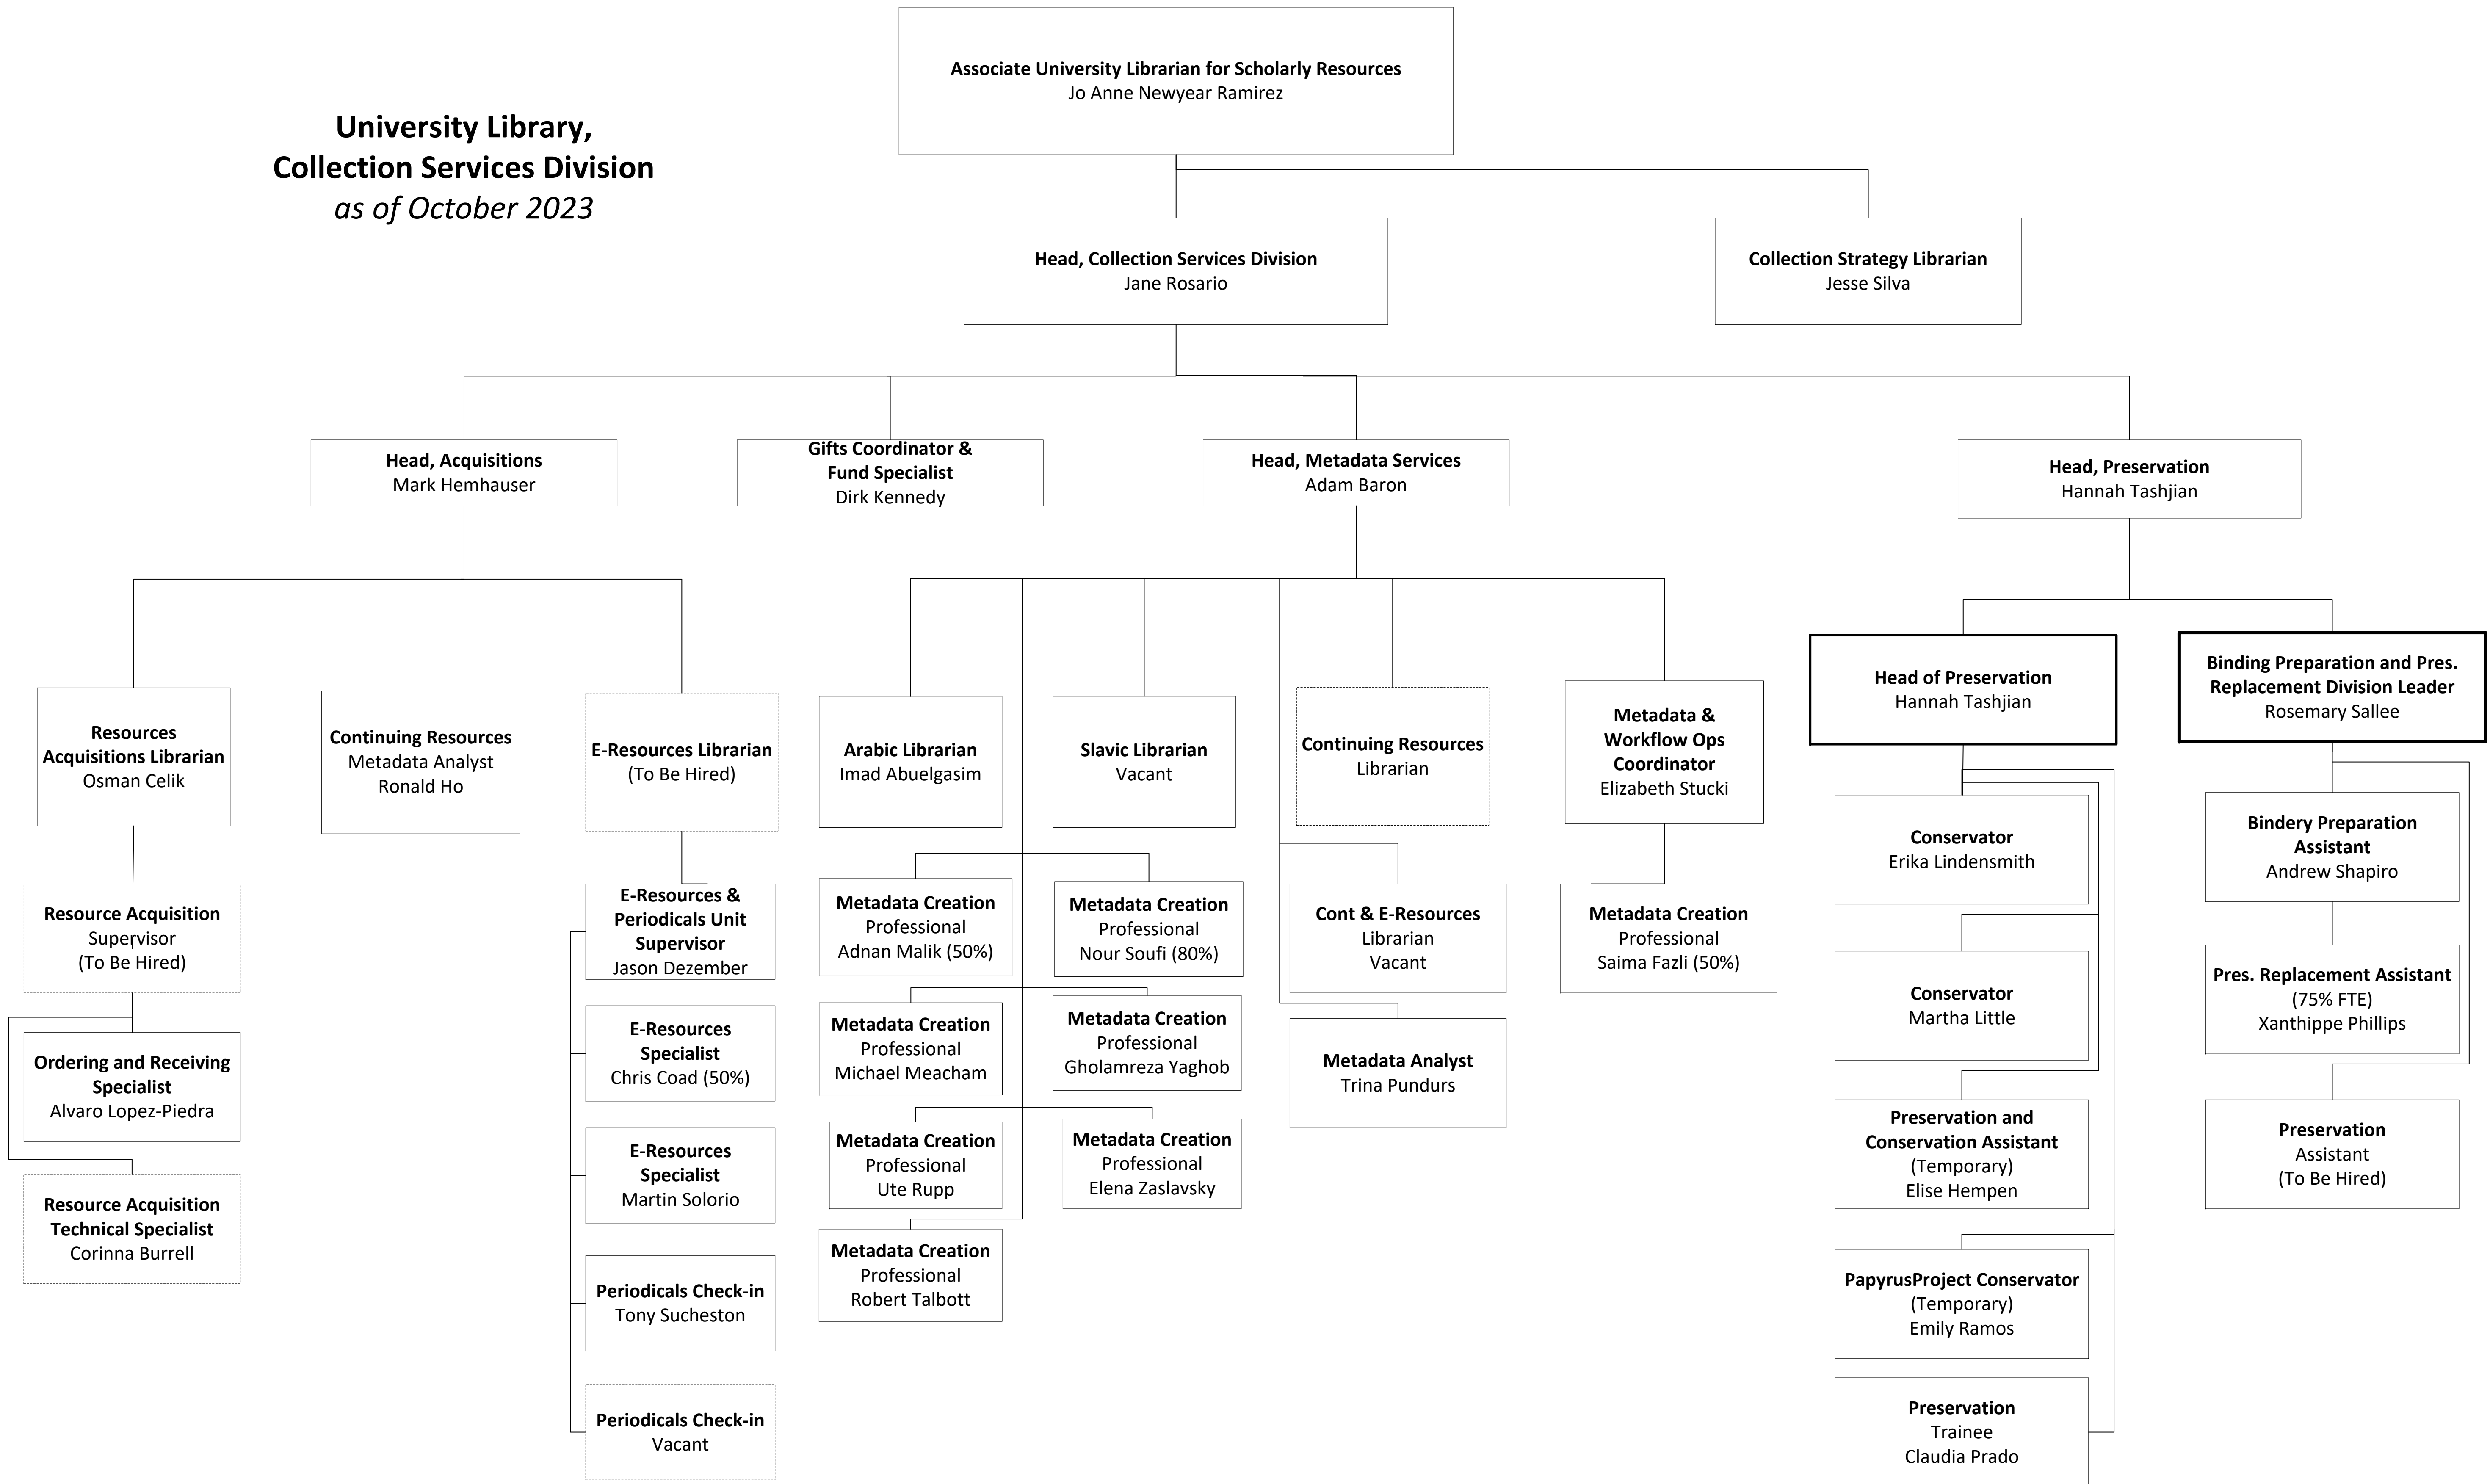 Associate University Librarian for Scholarly Resources
Jo Anne Newyear Ramirez
University Library,
Collection Services Division
as of October 2023
Head, Collection Services Division
Jane Rosario
Collection Strategy Librarian
Jesse Silva
Head, Acquisitions
Mark Hemhauser
Gifts Coordinator &
Fund Specialist
Dirk Kennedy
Head, Metadata Services
Adam Baron
Head, Preservation
Hannah Tashjian
Resources
Acquisitions Librarian
Osman Celik
Continuing Resources
Metadata Analyst
Ronald Ho
E-Resources Librarian
(To Be Hired)
Arabic Librarian
Imad Abuelgasim
Slavic Librarian
Vacant
Continuing Resources
Librarian
Metadata &
Workflow Ops
Coordinator
Elizabeth Stucki
Head of Preservation
Hannah Tashjian
Binding Preparation and Pres.
Replacement Division Leader
Rosemary Sallee
Resource Acquisition
Supervisor
(To Be Hired)
Ordering and Receiving
Specialist
Alvaro Lopez-Piedra
Resource Acquisition
Technical Specialist
Corinna Burrell
E-Resources &
Periodicals Unit
Supervisor
Jason Dezember
E-Resources
Specialist
Chris Coad (50%)
E-Resources
Specialist
Martin Solorio
Periodicals Check-in
Tony Sucheston
Periodicals Check-in
Vacant
Metadata Creation
Professional
Adnan Malik (50%)
Metadata Creation
Professional
Nour Soufi (80%)
Metadata Creation
Professional
Michael Meacham
Metadata Creation
Professional
Gholamreza Yaghob
Metadata Creation
Professional
Ute Rupp
Metadata Creation
Professional
Elena Zaslavsky
Metadata Creation
Professional
Robert Talbott
Cont & E-Resources
Librarian
Vacant
Metadata Analyst
Trina Pundurs
Metadata Creation
Professional
Saima Fazli (50%)
Conservator
Erika Lindensmith
Conservator
Martha Little
Preservation and
Conservation Assistant
(Temporary)
Elise Hempen
PapyrusProject Conservator
(Temporary)
Emily Ramos
Preservation
Trainee
Claudia Prado
Bindery Preparation
Assistant
Andrew Shapiro
Pres. Replacement Assistant
(75% FTE)
Xanthippe Phillips
Preservation
Assistant
(To Be Hired)